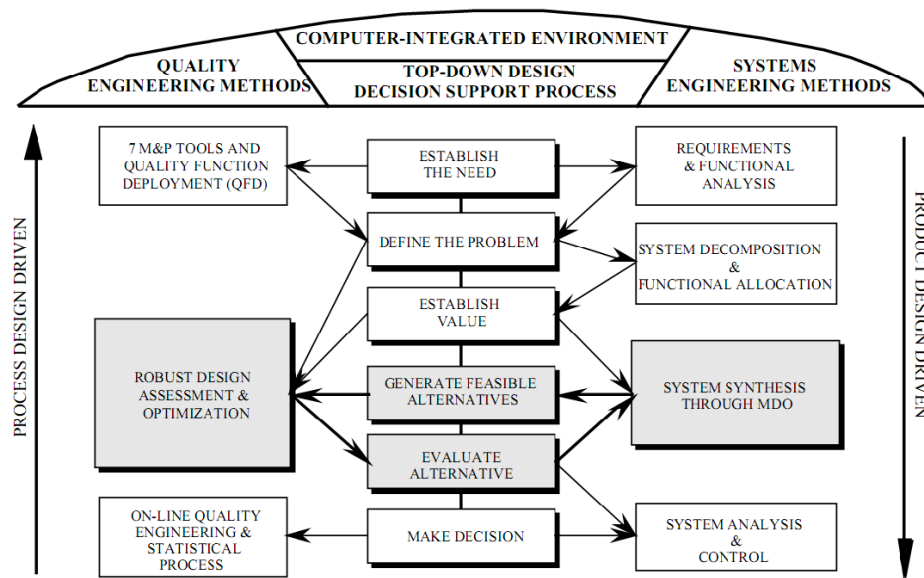 COMPUTER-INTEGRATED ENVIRONMENT
QUALITY
ENGINEERING METHODS
TOP-DOWN DESIGN
DECISION SUPPORT PROCESS
SYSTEMS
ENGINEERING METHODS
PROCESS DESIGN DRIVEN
7 M&P TOOLS AND
QUALITY FUNCTION
DEPLOYMENT (QFD)
ESTABLISH
THE NEED
REQUIREMENTS
& FUNCTIONAL
ANALYSIS
DEFINE THE PROBLEM
SYSTEM DECOMPOSITION
&
FUNCTIONAL ALLOCATION
ESTABLISH
VALUE
ROBUST DESIGN
ASSESSMENT &
OPTIMIZATION
GENERATE FEASIBLE
ALTERNATIVES
SYSTEM SYNTHESIS
THROUGH MDO
EVALUATE
ALTERNATIVE
ON-LINE QUALITY
ENGINEERING &
STATISTICAL
PROCESS
MAKE DECISION
SYSTEM ANALYSIS
&
CONTROL
PRODUCT DESIGN DRIVEN